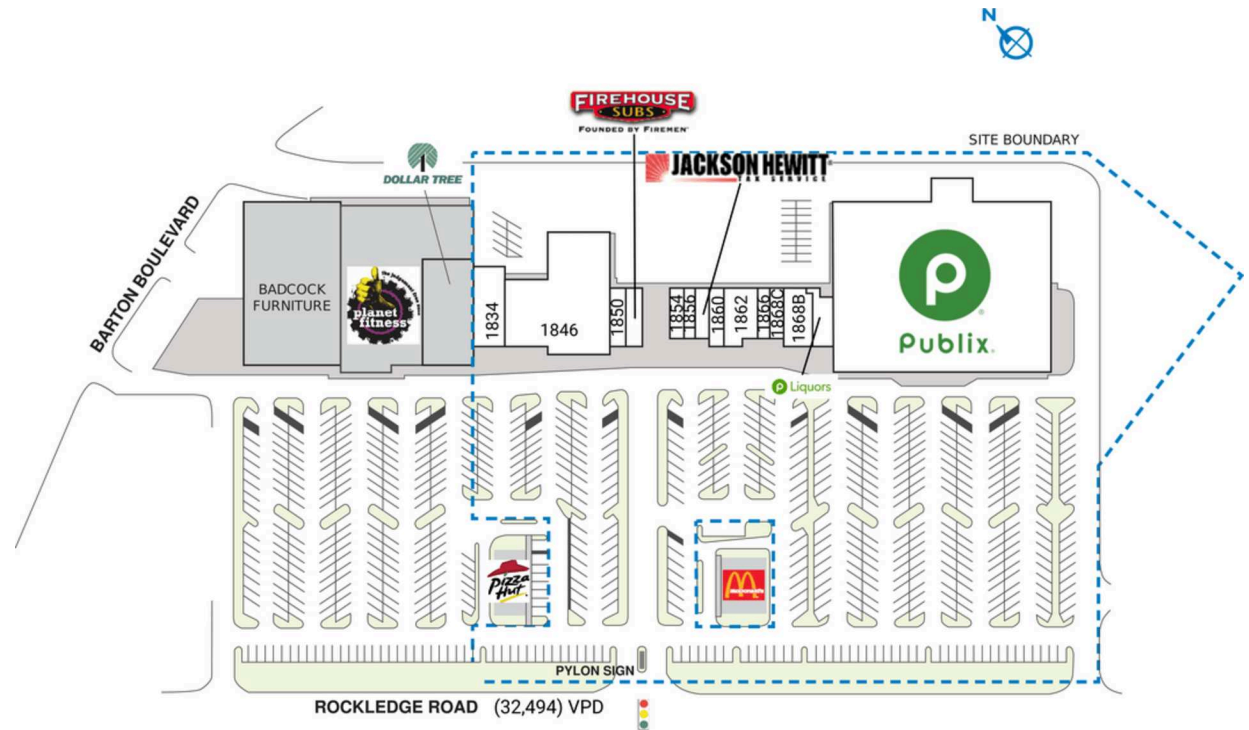 N
FIREHOUSE
SUBS
FOUNDED BY FIREMEN
SITE BOUNDARY
JACKSON HEWITT
TAX SERVICE
DOLLAR TREE
BARTON BOULEVARD
BADCOCK
FURNITURE
planet
fitness
1834
1846
1850
1854
1856
1860
1862
1866
1868C
1868B
P
Publix.
P Liquors
Pizza
Hut
M
PYLON SIGN
ROCKLEDGE ROAD (32,494) VPD